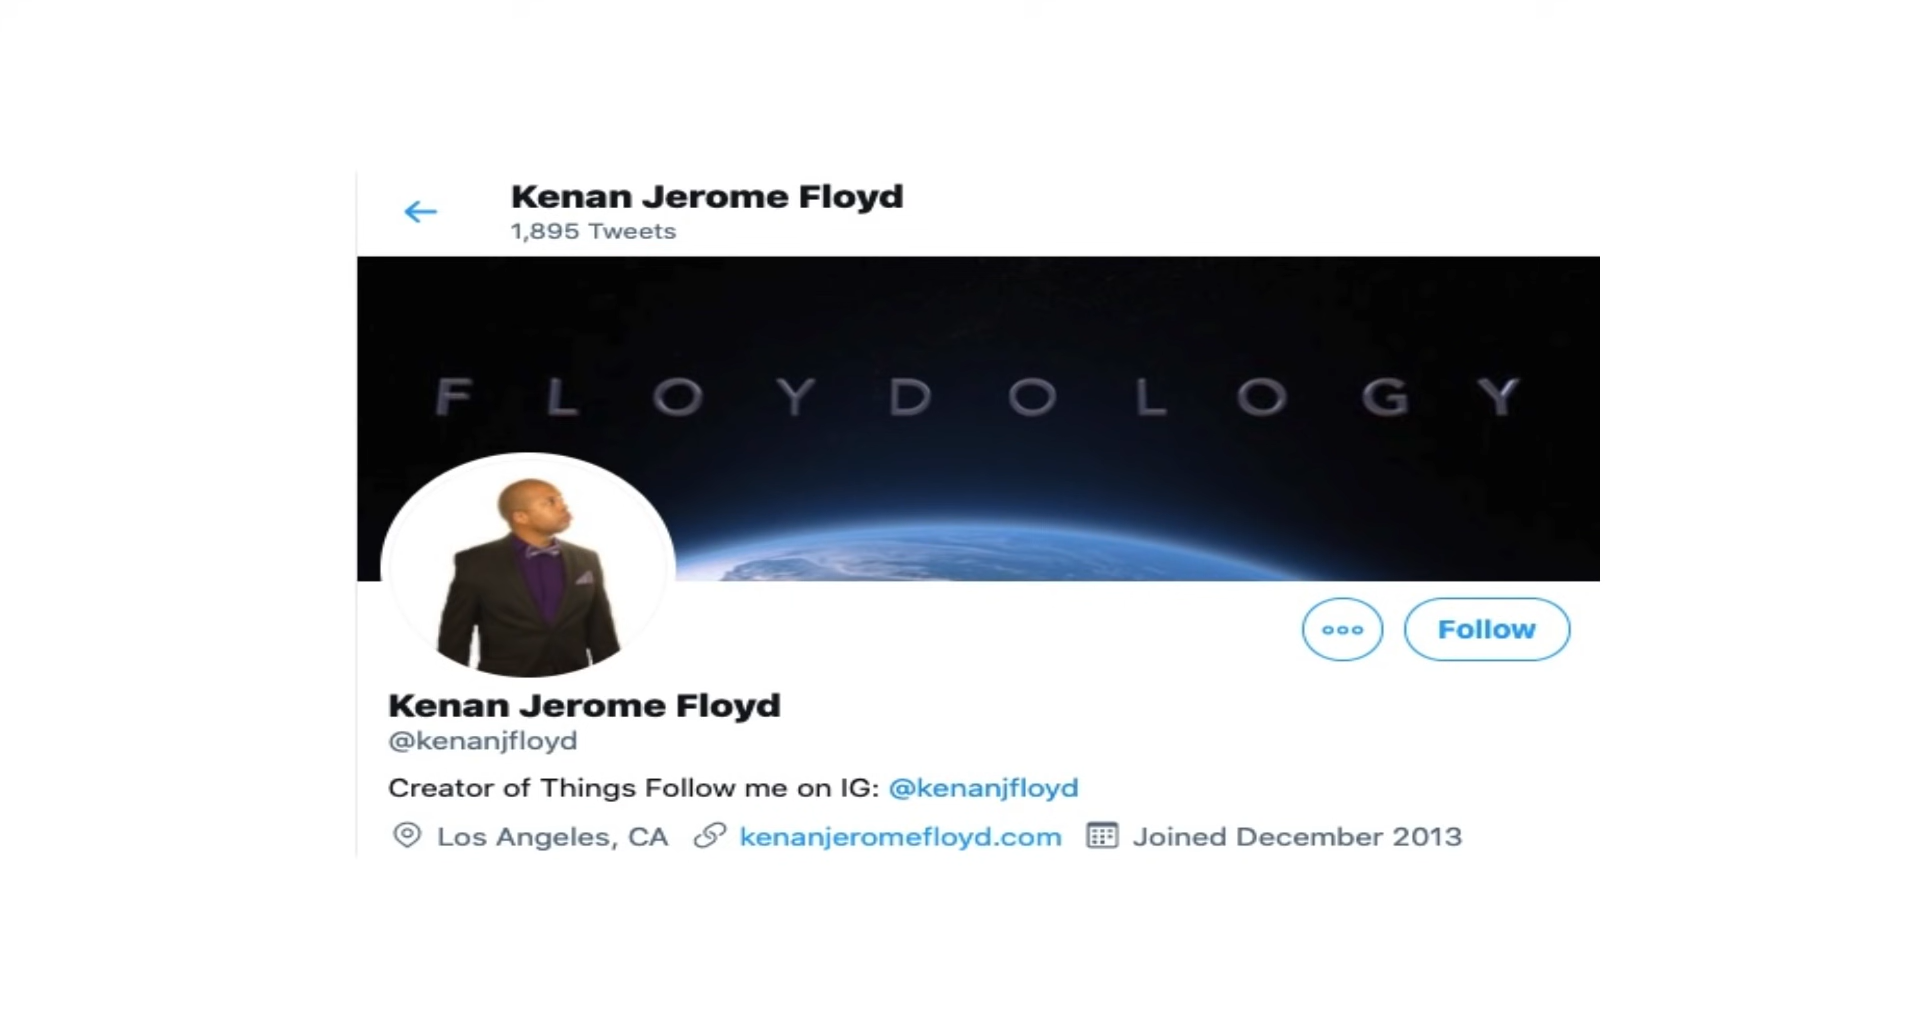 Kenan Jerome Floyd
1,895 Tweets
FLOYDOLOGY
Follow
Kenan Jerome Floyd
@kenanjfloyd
Creator of Things Follow me on IG: @kenanjfloyd
Los Angeles, CA kenanjeromefloyd.com Joined December 2013